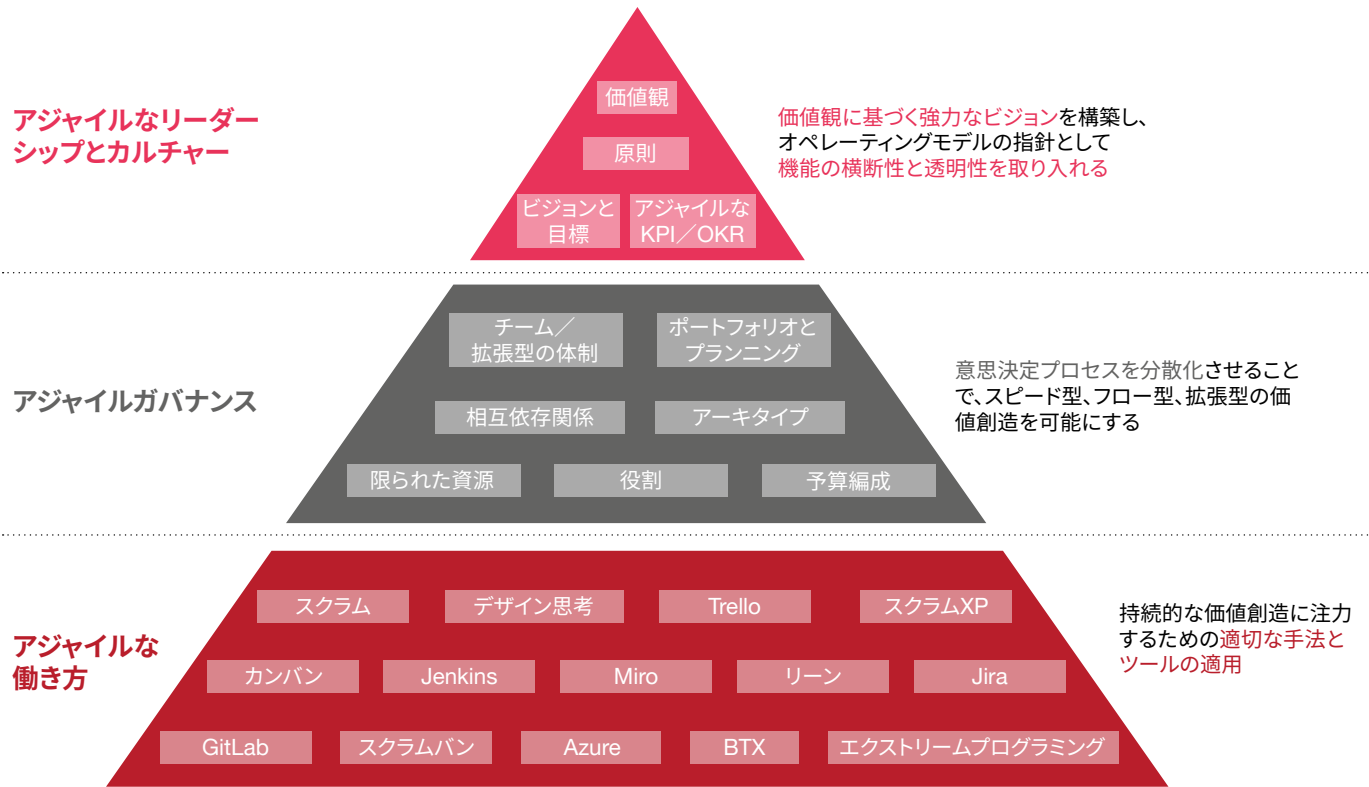 アジャイルなリーダー
シップとカルチャー
価値観
原則
ビジョンと
目標
アジャイルな
KPI／OKR
価値観に基づく強力なビジョンを構築し、
オペレーティングモデルの指針として
機能の横断性と透明性を取り入れる
アジャイルガバナンス
チーム／
拡張型の体制
ポートフォリオと
プランニング
相互依存関係
アーキタイプ
限られた資源
役割
予算編成
意思決定プロセスを分散化させること
で、スピード型、フロー型、拡張型の価
値創造を可能にする
アジャイルな
働き方
スクラム
デザイン思考
Trello
スクラムXP
カンバン
Jenkins
Miro
リーン
Jira
GitLab
スクラムバン
Azure
BTX
エクストリームプログラミング
持続的な価値創造に注力
するための適切な手法と
ツールの適用